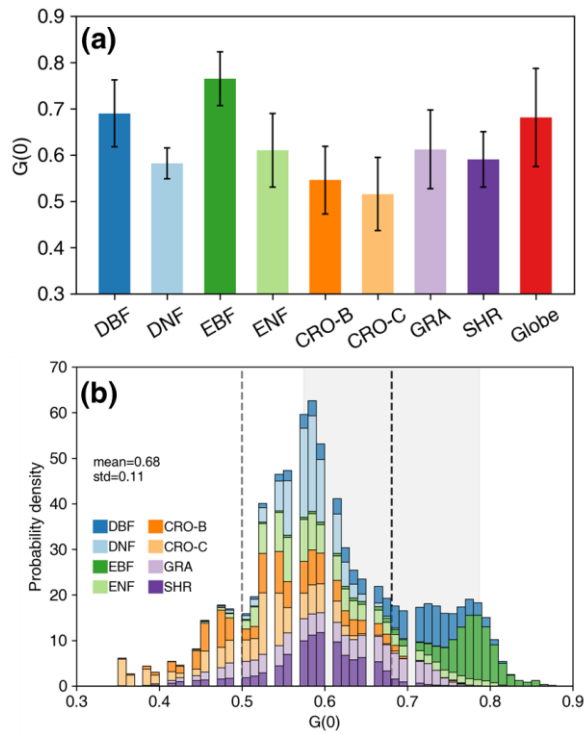 (a)
G(0)
0.9
0.8
0.7
0.6
0.5
0.4
0.3
DBF
DNF
EBF
ENF
CRO-B
CRO-C
GRA
SHR
Globe
(b)
Probability density
70
60
50
40
30
20
10
0
mean=0.68
std=0.11
DBF CRO-B
DNF CRO-C
EBF GRA
ENF SHR
0.3 0.4 0.5 0.6 0.7 0.8 0.9
G(0)